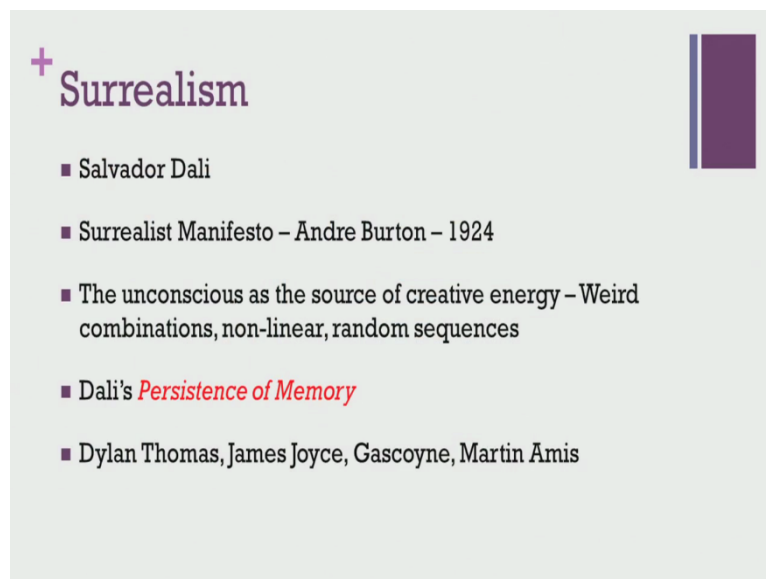 +
Surrealism
Salvador Dali
Surrealist Manifesto – Andre Burton – 1924
The unconscious as the source of creative energy – Weird
combinations, non-linear, random sequences
Dali's Persistence of Memory
Dylan Thomas, James Joyce, Gascoyne, Martin Amis